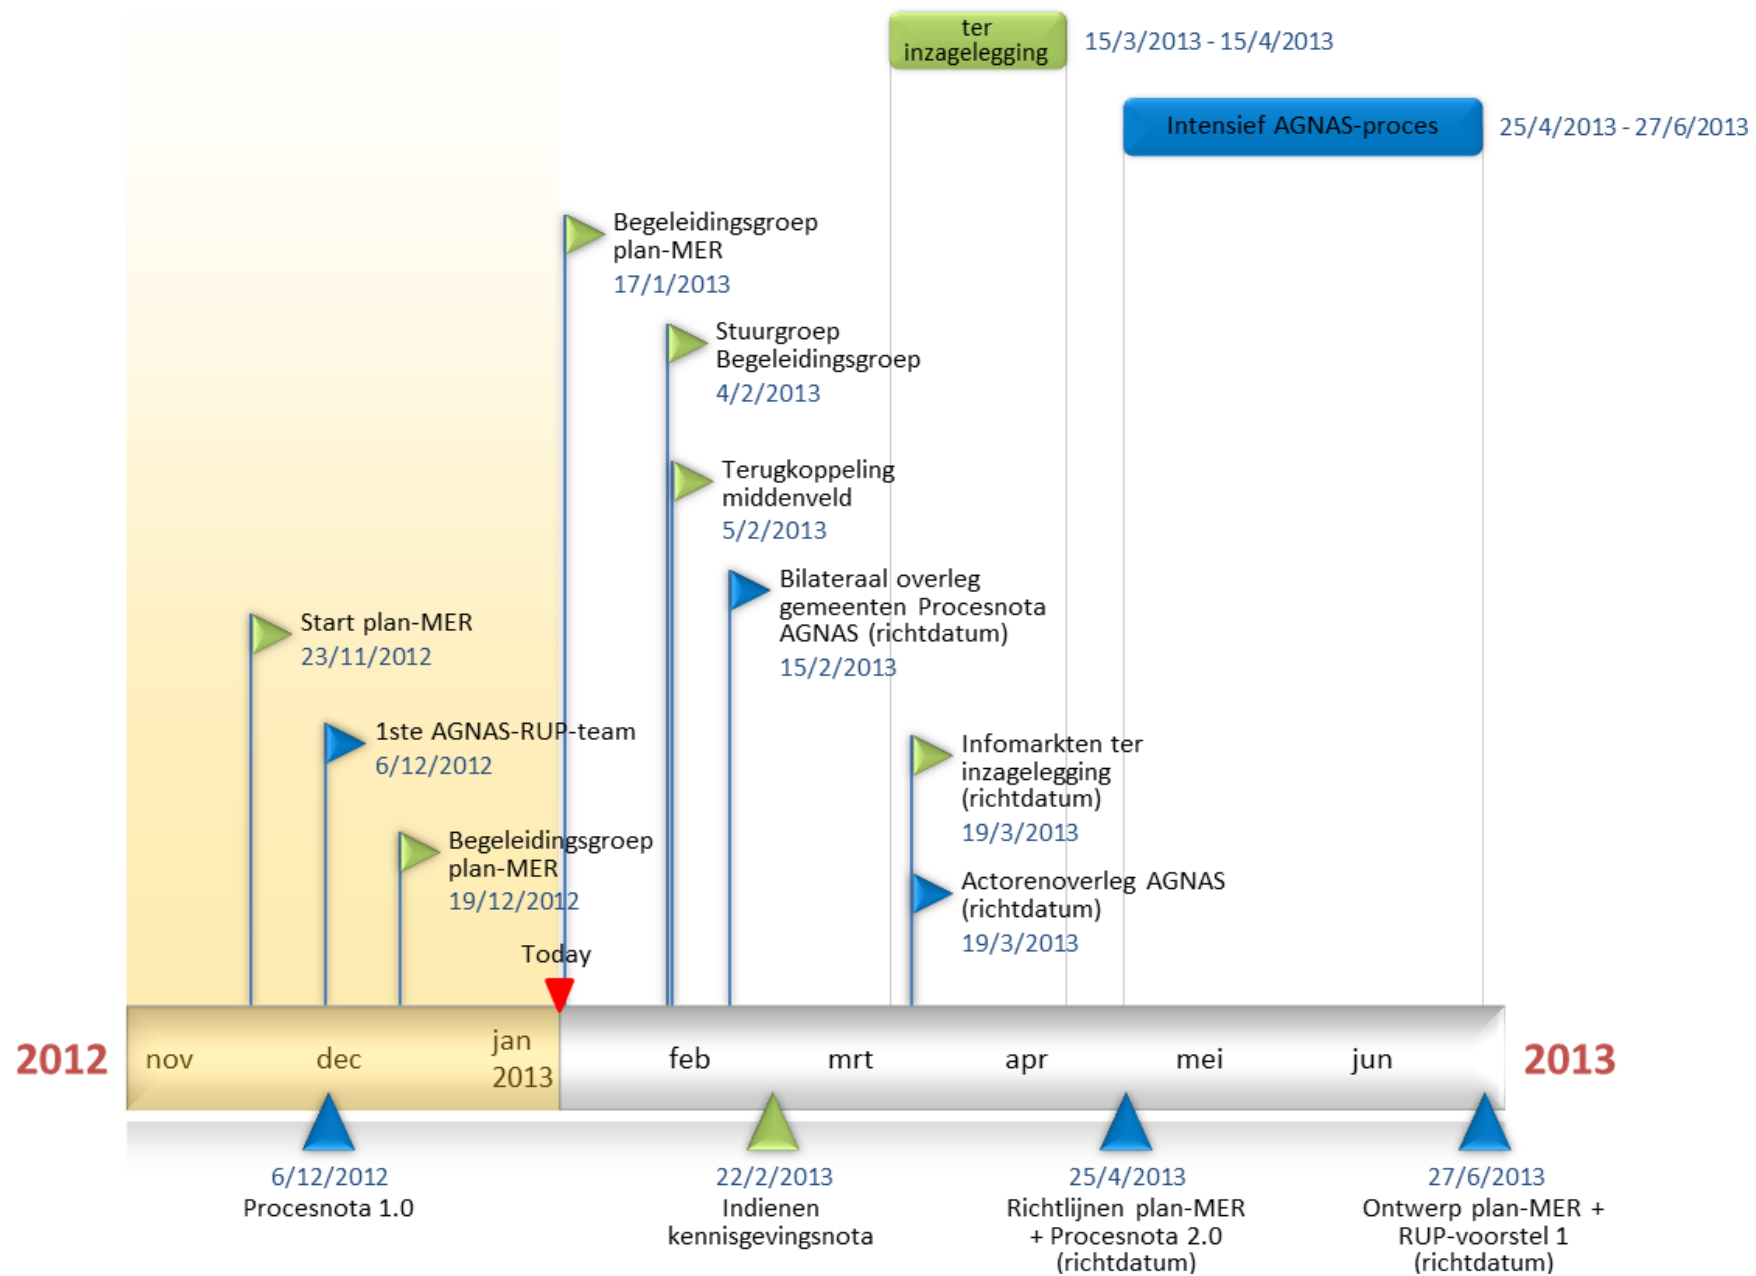 ter
inzagelegging
15/3/2013 - 15/4/2013
Intensief AGNAS-proces
25/4/2013 - 27/6/2013
Begeleidingsgroep
plan-MER
17/1/2013
Stuurgroep
Begeleidingsgroep
4/2/2013
Terugkoppeling
middenveld
5/2/2013
Bilateraal overleg
gemeenten Procesnota
AGNAS (richtdatum)
15/2/2013
Start plan-MER
23/11/2012
1ste AGNAS-RUP-team
6/12/2012
Infomarkten ter
inzagelegging
(richtdatum)
19/3/2013
Begeleidingsgroep
plan-MER
19/12/2012
Actorenoverleg AGNAS
(richtdatum)
19/3/2013
Today
2012
nov
dec
jan
2013
feb
mrt
apr
mei
jun
2013
6/12/2012
Procesnota 1.0
22/2/2013
Indienen
kennisgevingsnota
25/4/2013
Richtlijnen plan-MER
+ Procesnota 2.0
(richtdatum)
27/6/2013
Ontwerp plan-MER +
RUP-voorstel 1
(richtdatum)